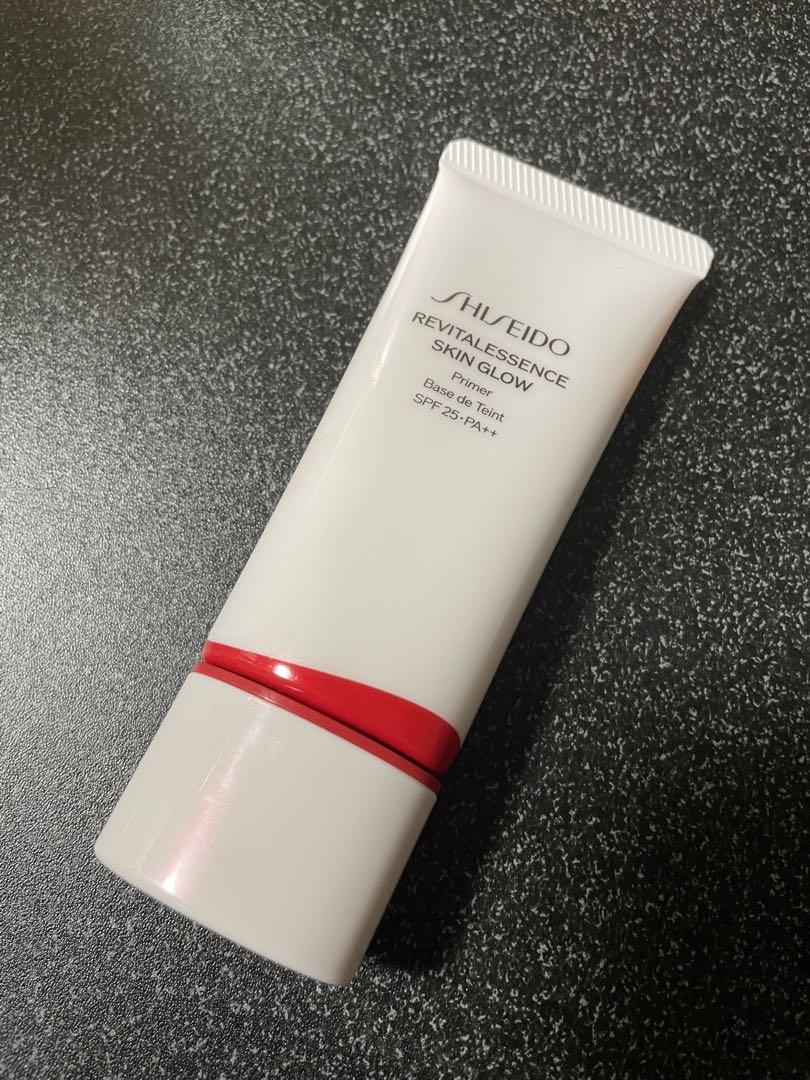 SHISEIDO
REVITALESSENCE
SKIN GLOW
Primer
Base de Teint
SPF 25・PA++